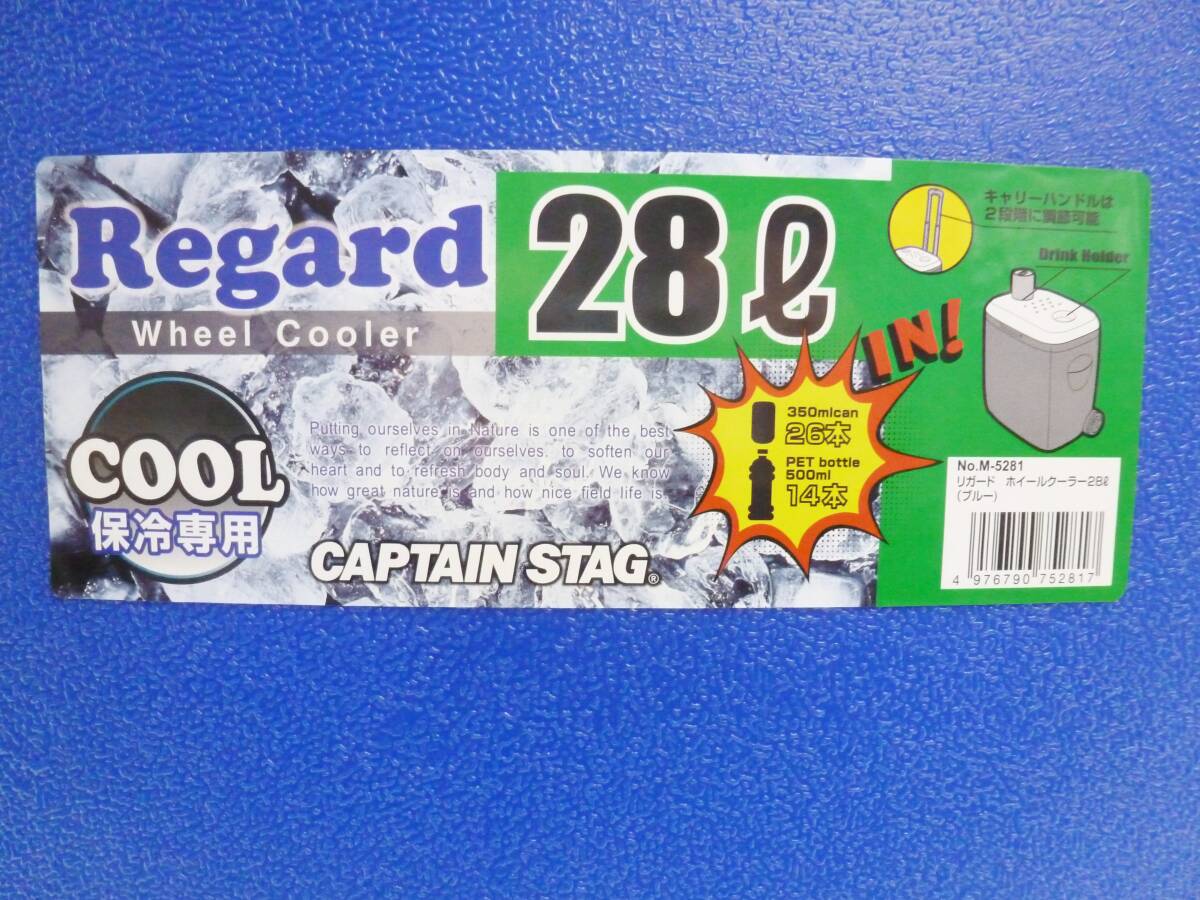 Regard
Wheel Cooler
28ℓ
キャリーハンドルは
2段階に調節可能
Drink Holder
IN!
COOL
保冷専用
Putting ourselves in Nature is one of the best
ways to reflect on ourselves, to soften our
heart and to refresh body and soul. We know
how great nature is and how nice field life is.
CAPTAIN STAG®
350mlcan
26本
PET bottle
500ml
14本
No.M-5281
リガード ホイールクーラー28ℓ
(ブルー)
4 976790 752817